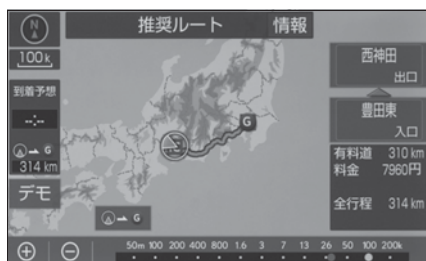 推奨ルート 情報
N
100k
西神田
出口
到着予想
--:--
豊田東
入口
G
314 km
有料道 310 km
料金 7960円
デモ
全行程 314 km
G
G
50m 100 200 400 800 1.6 3 7 13 26 50 100 200k